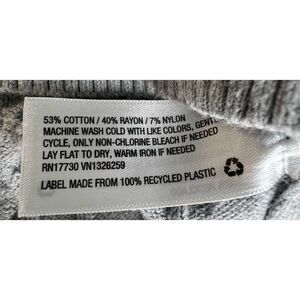 53% COTTON / 40% RAYON / 7% NYLON
MACHINE WASH COLD WITH LIKE COLORS, GENTL
CYCLE, ONLY NON-CHLORINE BLEACH IF NEEDED
LAY FLAT TO DRY, WARM IRON IF NEEDED
RN17730 VN1326259
LABEL MADE FROM 100% RECYCLED PLASTIC